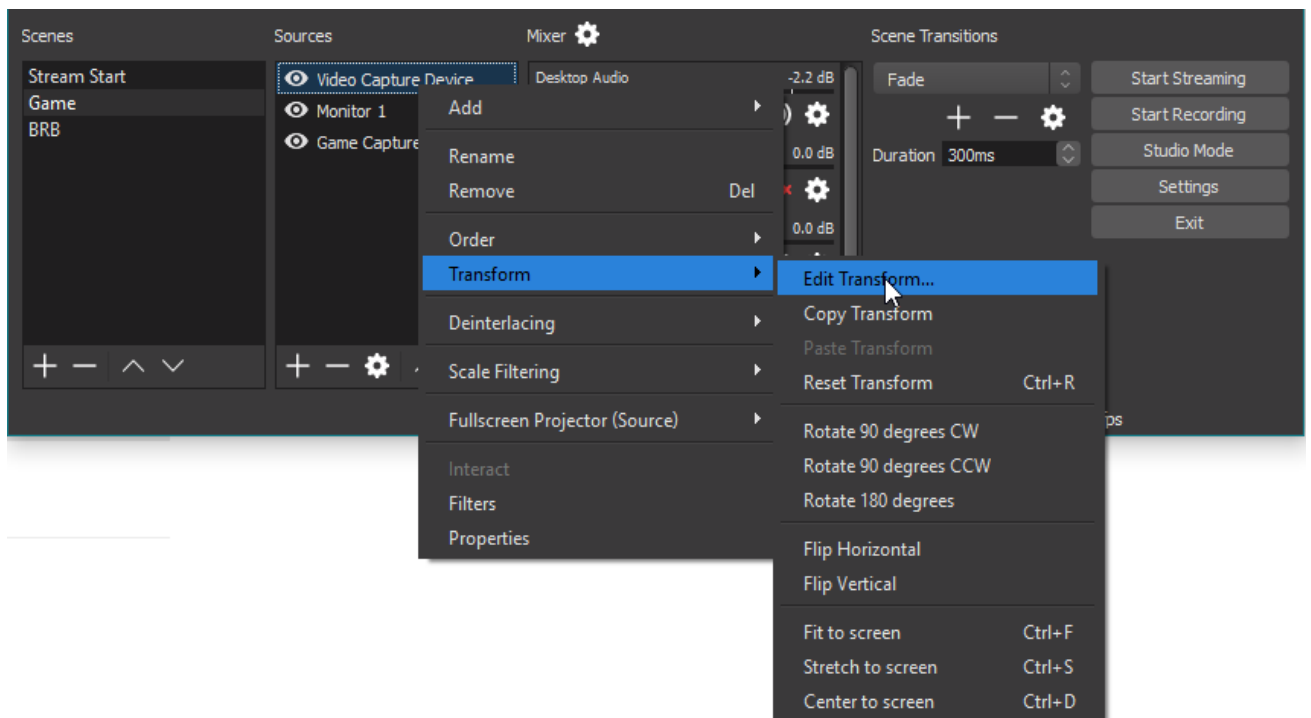 Scenes
Stream Start
Game
BRB
Sources
Video Capture Device
Monitor 1
Game Capture
Mixer
Desktop Audio -2.2 dB
0.0 dB
0.0 dB
Scene Transitions
Fade
Duration 300ms
Start Streaming
Start Recording
Studio Mode
Settings
Exit
Add
Rename
Remove Del
Order
Transform
Deinterlacing
Scale Filtering
Fullscreen Projector (Source)
Interact
Filters
Properties
Edit Transform...
Copy Transform
Paste Transform
Reset Transform Ctrl+R
Rotate 90 degrees CW
Rotate 90 degrees CCW
Rotate 180 degrees
Flip Horizontal
Flip Vertical
Fit to screen Ctrl+F
Stretch to screen Ctrl+S
Center to screen Ctrl+D